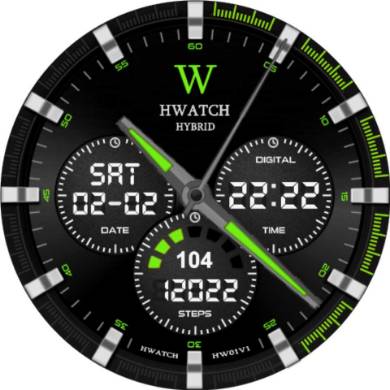 60
55
05
50
10
W
HWATCH
HYBRID
SAT
02-02
DATE
DIGITAL
22:22
TIME
45
15
104
12022
STEPS
40
20
35
25
30
HWATCH
HW01V1